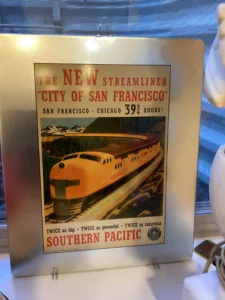 THE NEW STREAMLINER
"CITY OF SAN FRANCISCO"
SAN FRANCISCO - CHICAGO 39¾ HOURS!
TWICE as big - TWICE as powerful - TWICE as luxurious
SOUTHERN PACIFIC